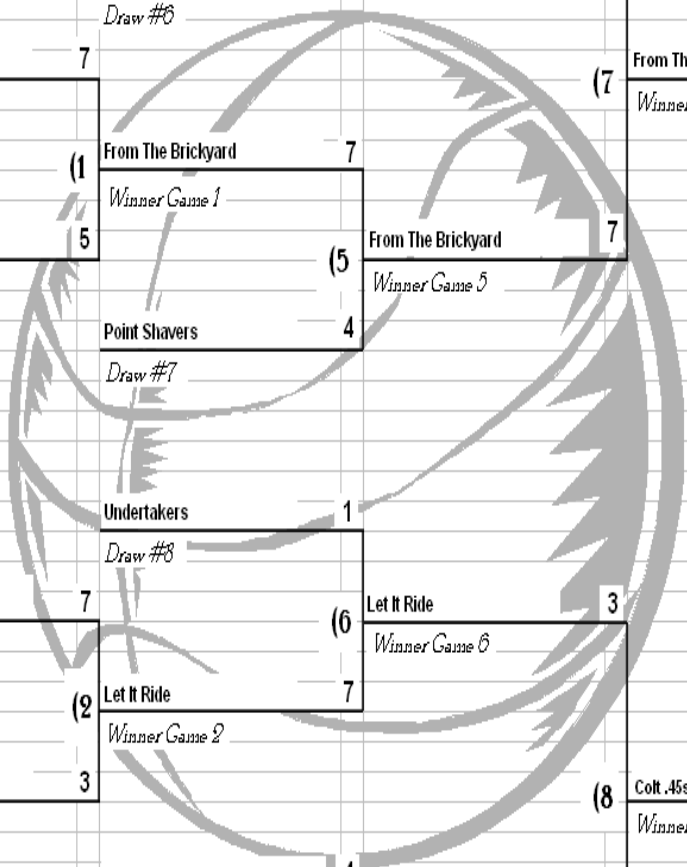 Draw #6
7
From Th
(7
Winner
From The Brickyard 7
(1
Winner Game 1
5
From The Brickyard 7
(5
Winner Game 5
Point Shavers 4
Draw #7
Undertakers 1
Draw #8
7
Let It Ride 3
(6
Winner Game 6
Let It Ride 7
(2
Winner Game 2
3
Colt .45s
(8
Winner